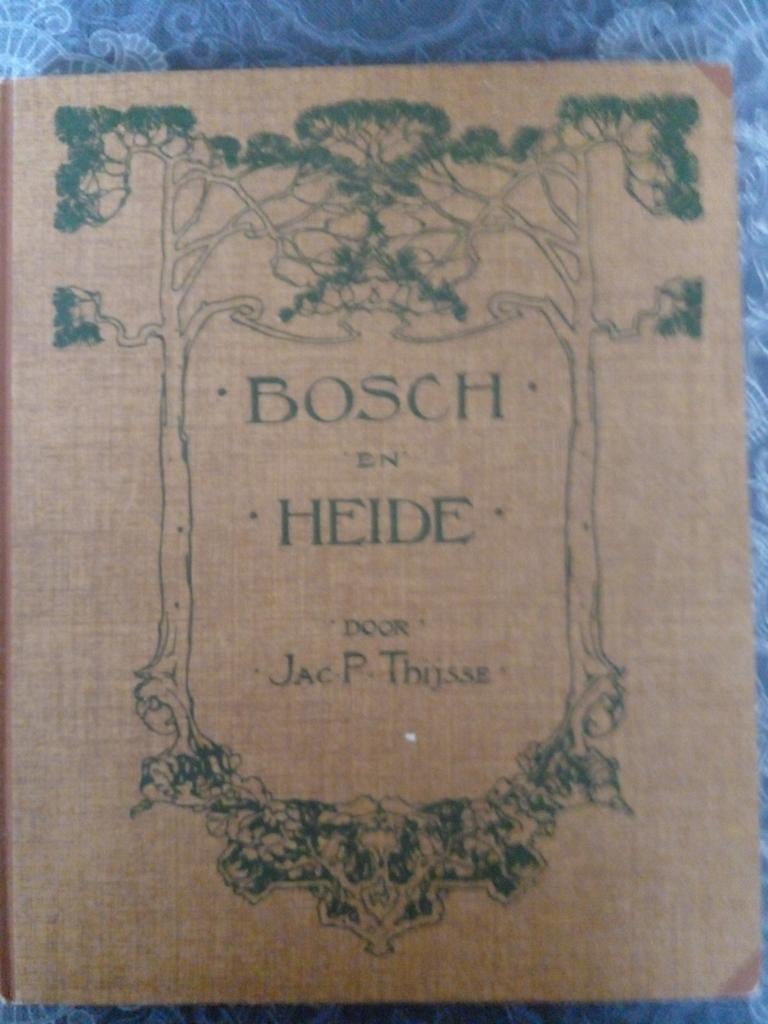 · BOSCH ·
· EN ·
· HEIDE ·
· DOOR ·
· JAC · P · THIJSSE ·